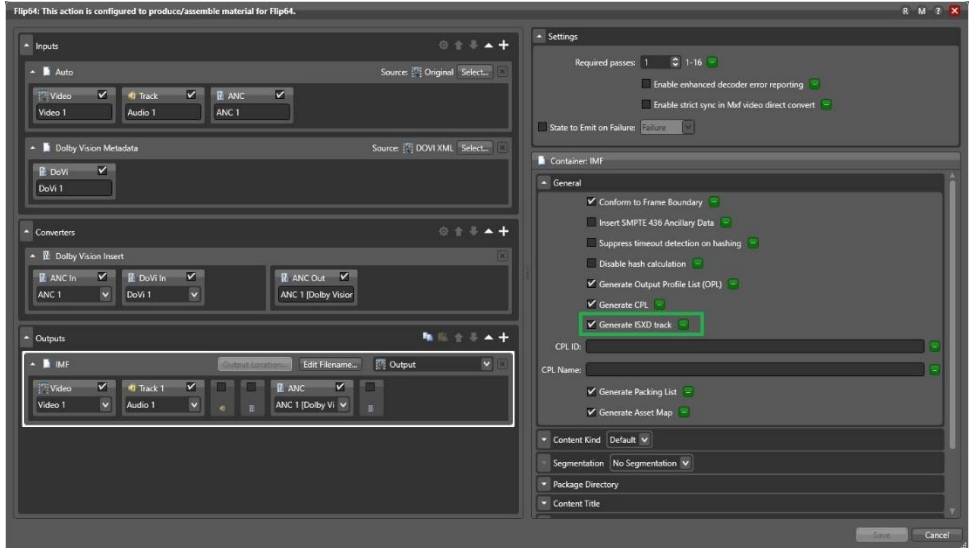 Flip64: This action is configured to produce/assemble material for Flip64.
R M ?
Inputs
Auto Source: Original Select...
Video Track ANC
Video 1 Audio 1 ANC 1
Dolby Vision Metadata Source: DOVI XML Select...
DoVi
DoVi 1
Converters
Dolby Vision Insert
ANC In DoVi In ANC Out
ANC 1 DoVi 1 ANC 1 [Dolby Vision
Outputs
IMF Output Location... Edit Filename... Output
Video Track 1 ANC
Video 1 Audio 1 ANC 1 [Dolby Vi
Settings
Required passes: 1 1-16
Enable enhanced decoder error reporting
Enable strict sync in Mxf video direct convert
State to Emit on Failure: Failure
Container: IMF
General
Conform to Frame Boundary
Insert SMPTE 436 Ancillary Data
Suppress timeout detection on hashing
Disable hash calculation
Generate Output Profile List (OPL)
Generate CPL
Generate ISXD track
CPL ID:
CPL Name:
Generate Packing List
Generate Asset Map
Content Kind Default
Segmentation No Segmentation
Package Directory
Content Title
Save Cancel